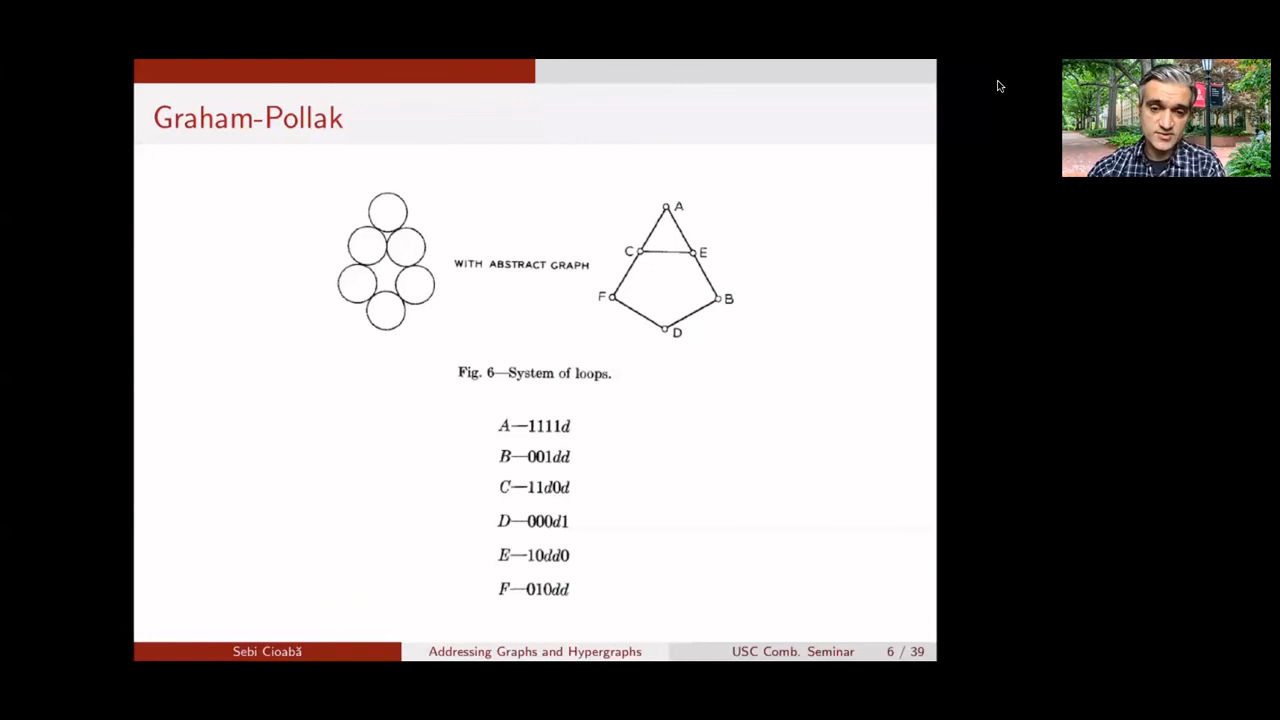 Graham-Pollak
WITH ABSTRACT GRAPH
A
C
E
F
B
D
Fig. 6—System of loops.
A—1111d
B—001dd
C—11d0d
D—000d1
E—10dd0
F—010dd
Sebi Cioabă
Addressing Graphs and Hypergraphs
USC Comb. Seminar
6 / 39